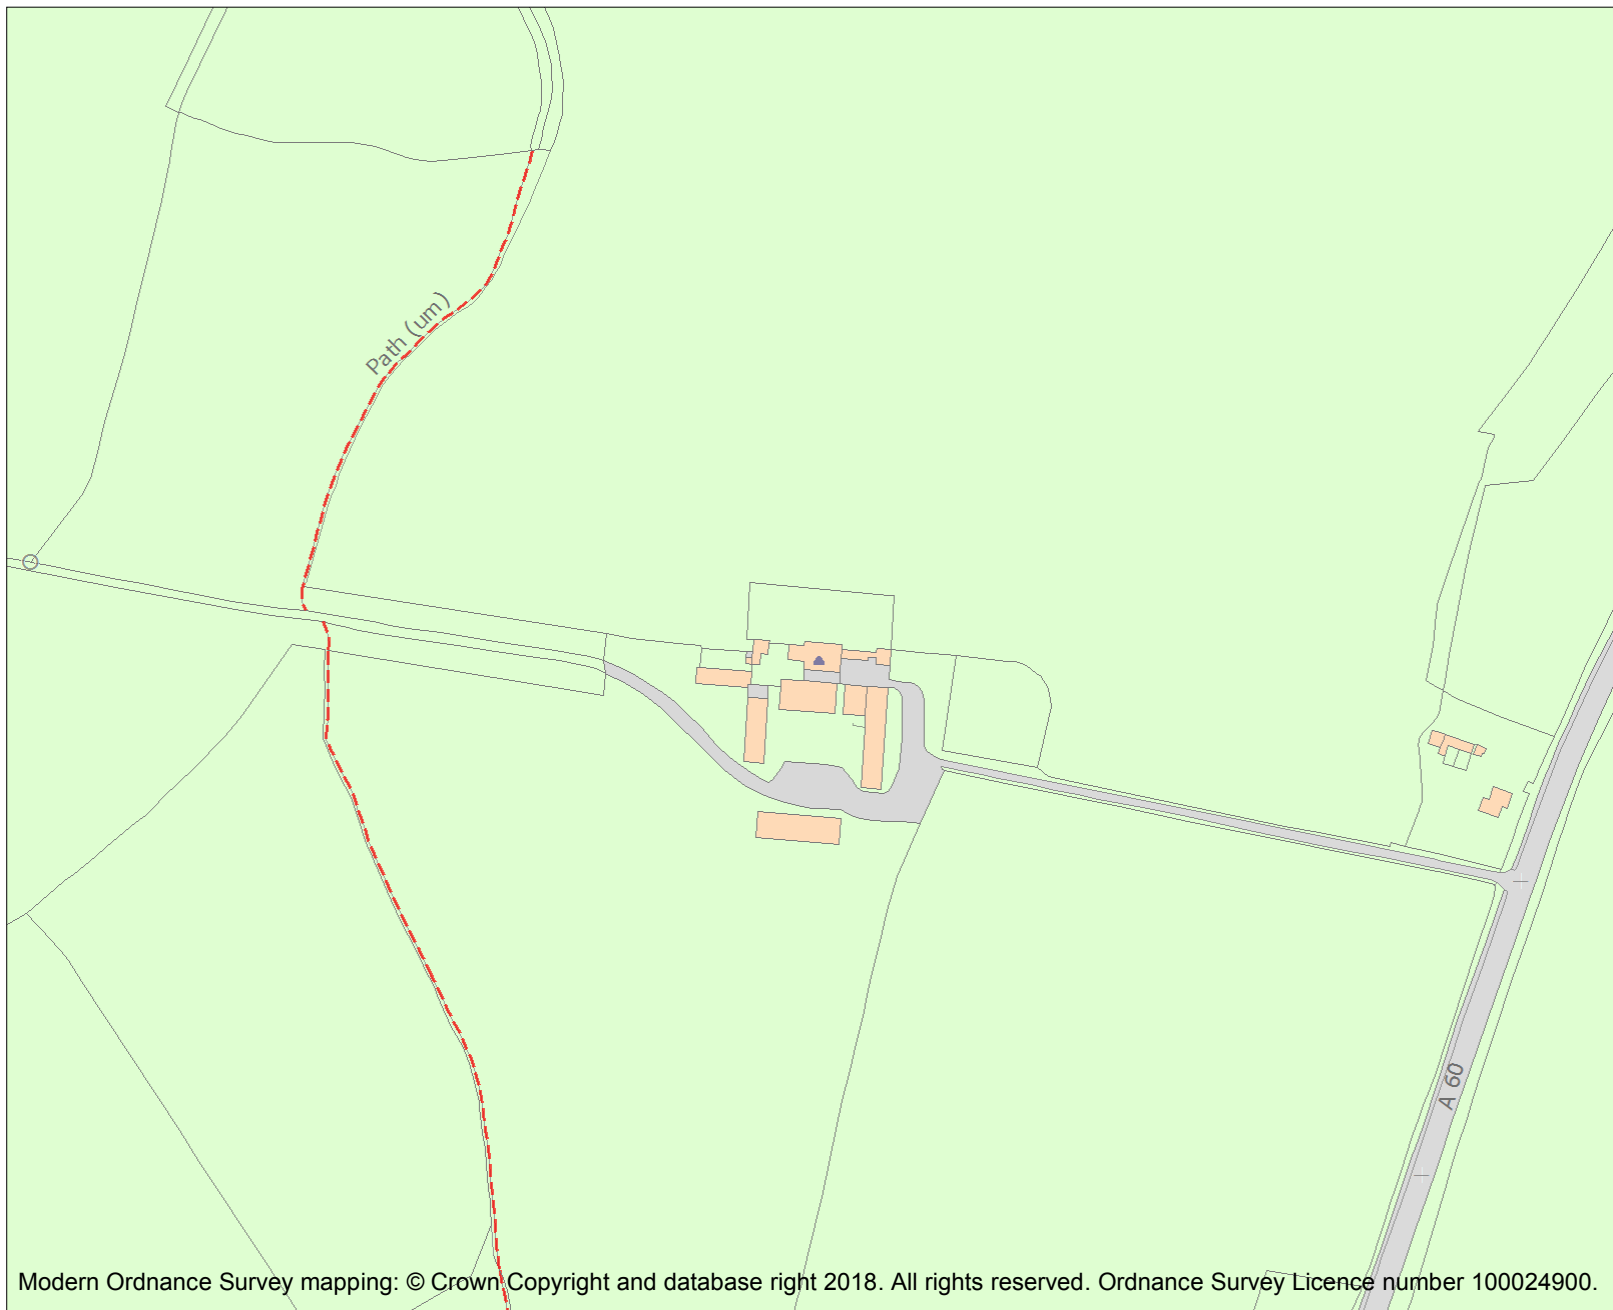 Path (um)
A 60
Modern Ordnance Survey mapping: © Crown Copyright and database right 2018. All rights reserved. Ordnance Survey Licence number 100024900.